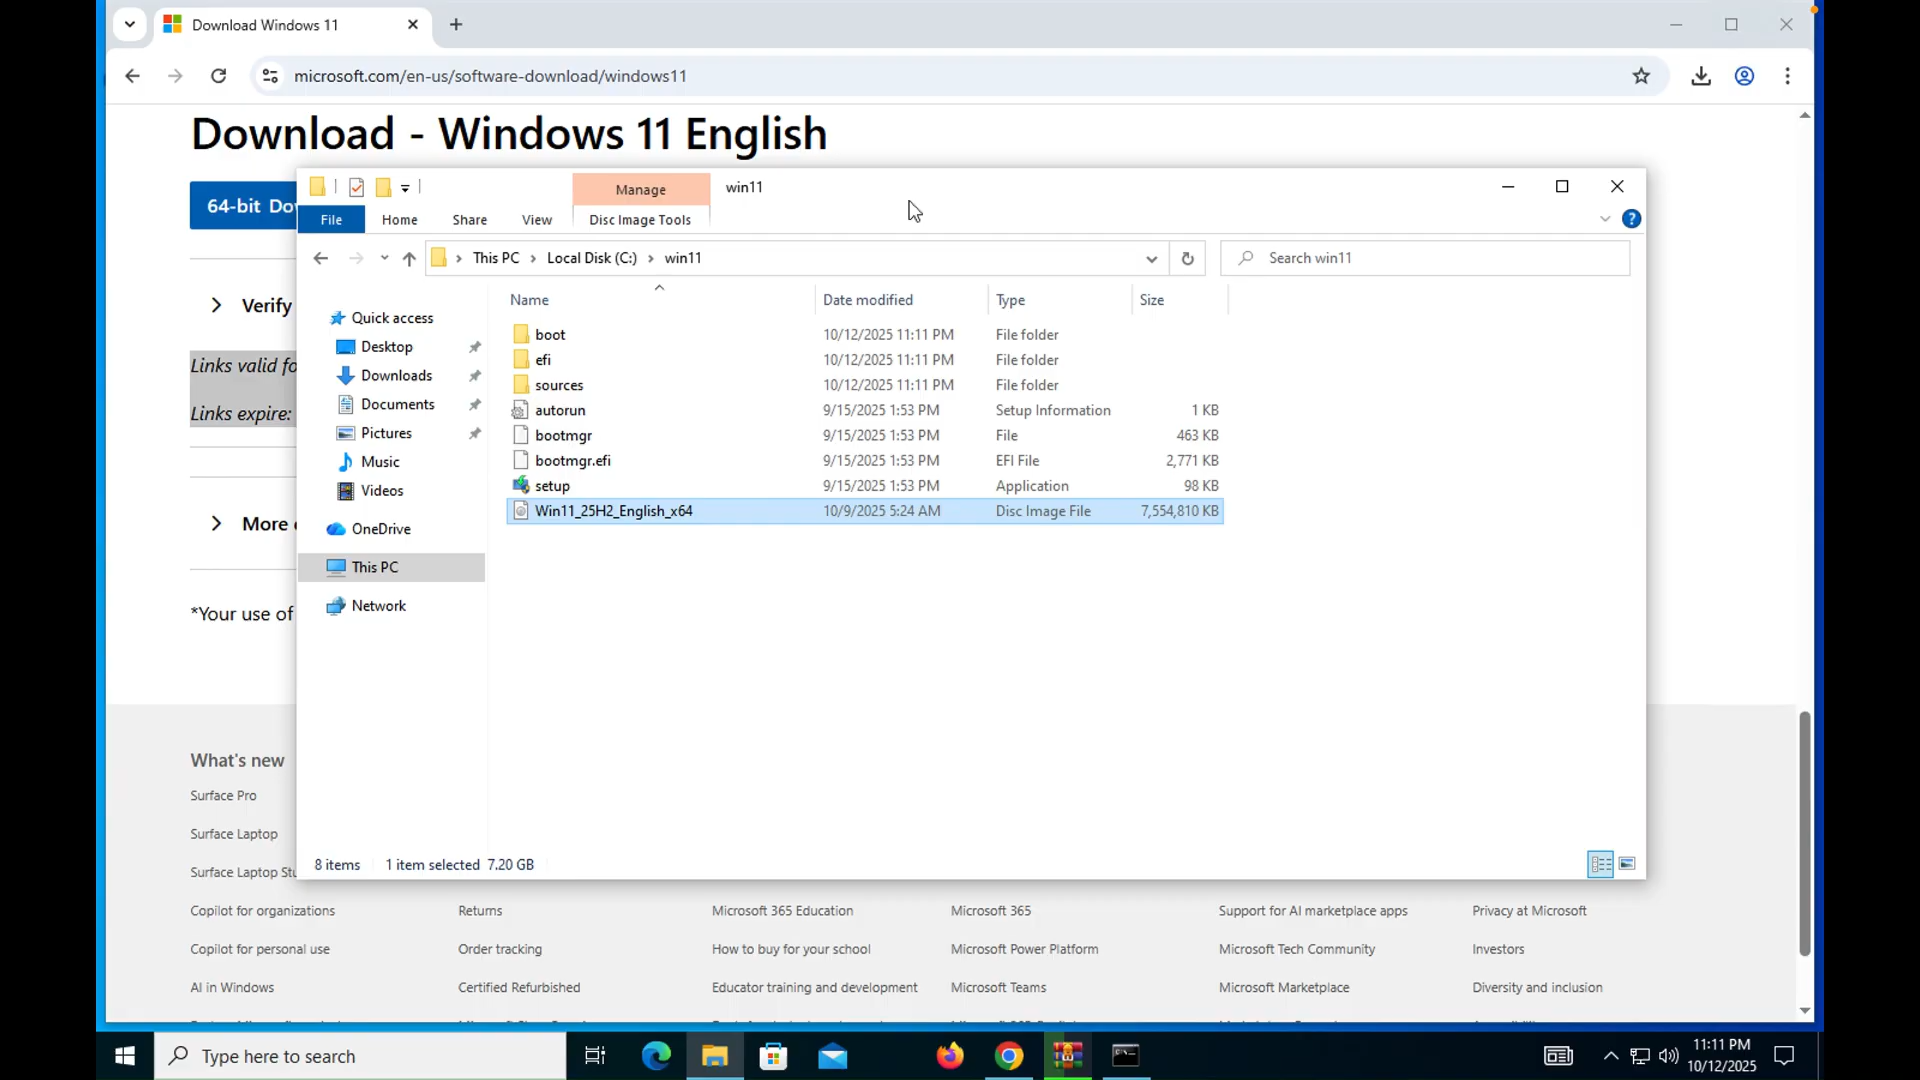 Download Windows 11
microsoft.com/en-us/software-download/windows11
Download - Windows 11 English
64-bit Do
Manage
win11
File
Home
Share
View
Disc Image Tools
This PC > Local Disk (C:) > win11
Search win11
Verify
Links valid fo
Links expire:
More
*Your use of
Quick access
Desktop
Downloads
Documents
Pictures
Music
Videos
OneDrive
This PC
Network
Name Date modified Type Size
boot 10/12/2025 11:11 PM File folder
efi 10/12/2025 11:11 PM File folder
sources 10/12/2025 11:11 PM File folder
autorun 9/15/2025 1:53 PM Setup Information 1 KB
bootmgr 9/15/2025 1:53 PM File 463 KB
bootmgr.efi 9/15/2025 1:53 PM EFI File 2,771 KB
setup 9/15/2025 1:53 PM Application 98 KB
Win11_25H2_English_x64 10/9/2025 5:24 AM Disc Image File 7,554,810 KB
8 items 1 item selected 7.20 GB
What's new
Surface Pro
Surface Laptop
Surface Laptop Stu
Copilot for organizations
Copilot for personal use
AI in Windows
Returns
Order tracking
Certified Refurbished
Microsoft 365 Education
How to buy for your school
Educator training and development
Microsoft 365
Microsoft Power Platform
Microsoft Teams
Support for AI marketplace apps
Microsoft Tech Community
Microsoft Marketplace
Privacy at Microsoft
Investors
Diversity and inclusion
Type here to search
11:11 PM
10/12/2025